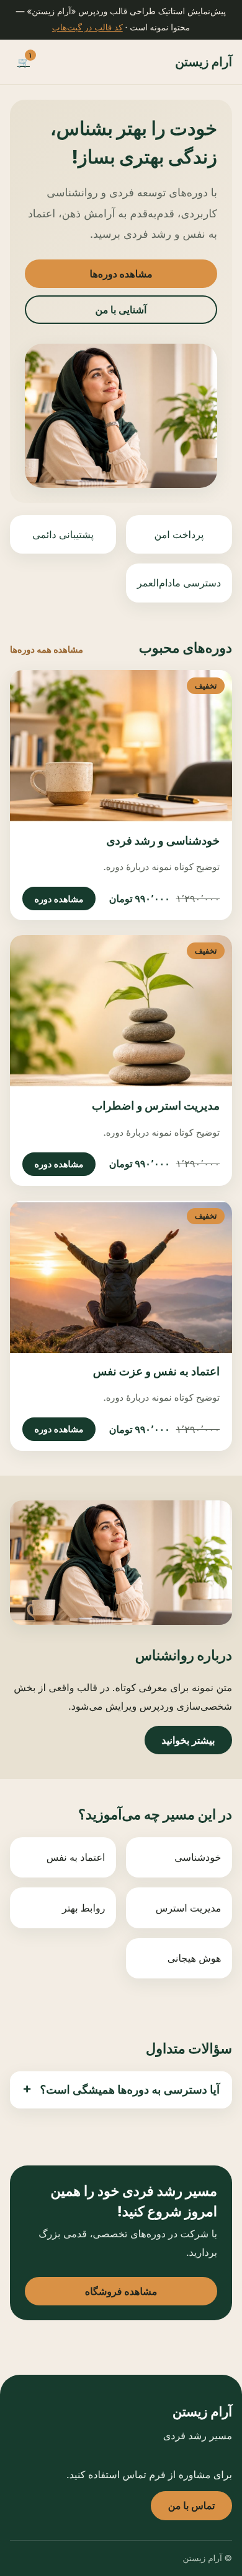 پیش‌نمایش استاتیک طراحی قالب وردپرس «آرام زیستن» —
محتوا نمونه است · کد قالب در گیت‌هاب
آرام زیستن
۱
خودت را بهتر بشناس،
زندگی بهتری بساز!
با دوره‌های توسعه فردی و روانشناسی
کاربردی، قدم‌به‌قدم به آرامش ذهن، اعتماد
به نفس و رشد فردی برسید.
مشاهده دوره‌ها
آشنایی با من
پرداخت امن
پشتیبانی دائمی
دسترسی مادام‌العمر
دوره‌های محبوب
مشاهده همه دوره‌ها
تخفیف
خودشناسی و رشد فردی
توضیح کوتاه نمونه دربارهٔ دوره.
۱٬۲۹۰٬۰۰۰ ۹۹۰٬۰۰۰ تومان
مشاهده دوره
تخفیف
مدیریت استرس و اضطراب
توضیح کوتاه نمونه دربارهٔ دوره.
۱٬۲۹۰٬۰۰۰ ۹۹۰٬۰۰۰ تومان
مشاهده دوره
تخفیف
اعتماد به نفس و عزت نفس
توضیح کوتاه نمونه دربارهٔ دوره.
۱٬۲۹۰٬۰۰۰ ۹۹۰٬۰۰۰ تومان
مشاهده دوره
درباره روانشناس
متن نمونه برای معرفی کوتاه. در قالب واقعی از بخش
شخصی‌سازی وردپرس ویرایش می‌شود.
بیشتر بخوانید
در این مسیر چه می‌آموزید؟
خودشناسی
اعتماد به نفس
مدیریت استرس
روابط بهتر
هوش هیجانی
سؤالات متداول
آیا دسترسی به دوره‌ها همیشگی است؟ +
مسیر رشد فردی خود را همین
امروز شروع کنید!
با شرکت در دوره‌های تخصصی، قدمی بزرگ
بردارید.
مشاهده فروشگاه
آرام زیستن
مسیر رشد فردی
برای مشاوره از فرم تماس استفاده کنید.
تماس با من
© آرام زیستن